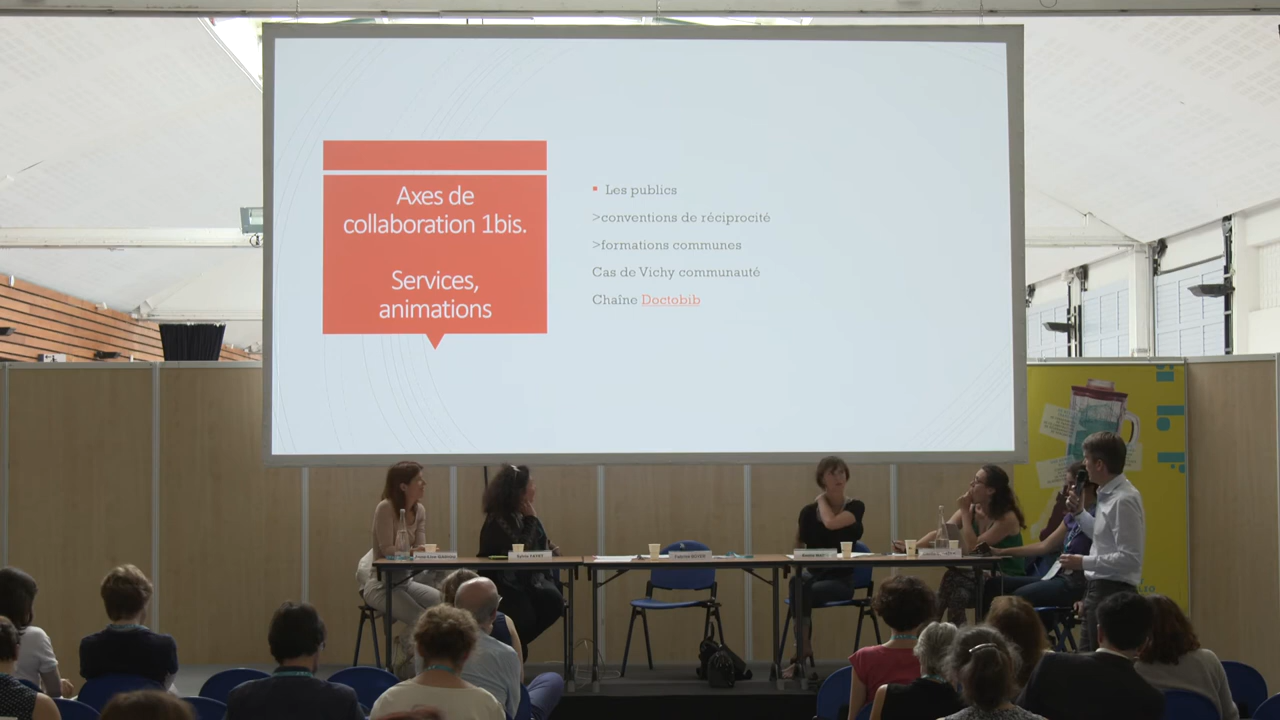 Axes de
collaboration 1bis.
Services,
animations
Les publics
>conventions de réciprocité
>formations communes
Cas de Vichy communauté
Chaîne Doctobib